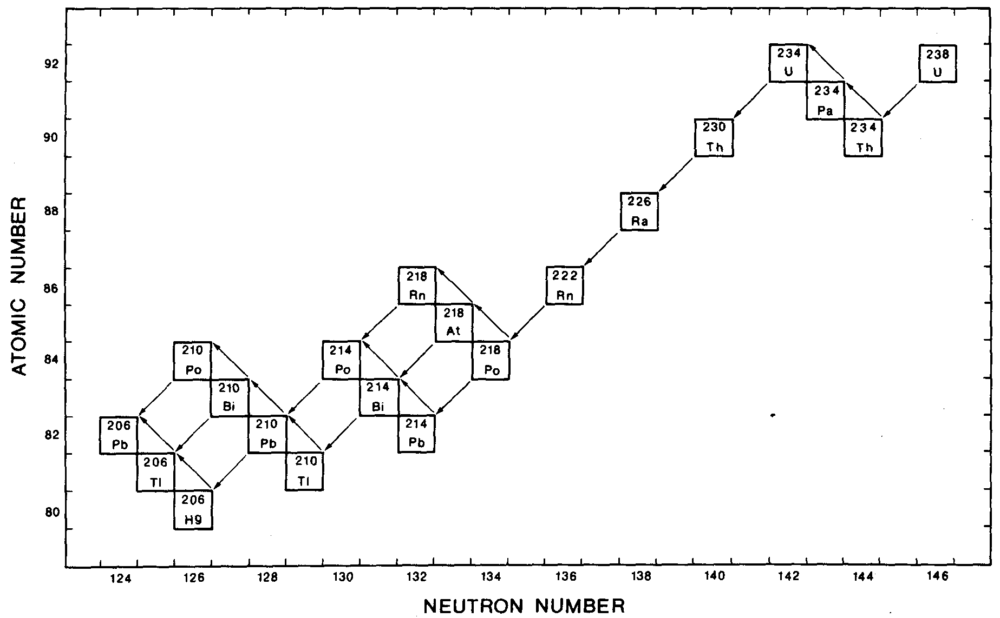 ATOMIC NUMBER
92
90
88
86
84
82
80
234
U
238
U
234
Pa
230
Th
234
Th
226
Ra
218
Rn
222
Rn
218
At
210
Po
214
Po
218
Po
210
Bi
214
Bi
206
Pb
210
Pb
214
Pb
206
Tl
210
Tl
206
H9
124 126 128 130 132 134 136 138 140 142 144 146
NEUTRON NUMBER